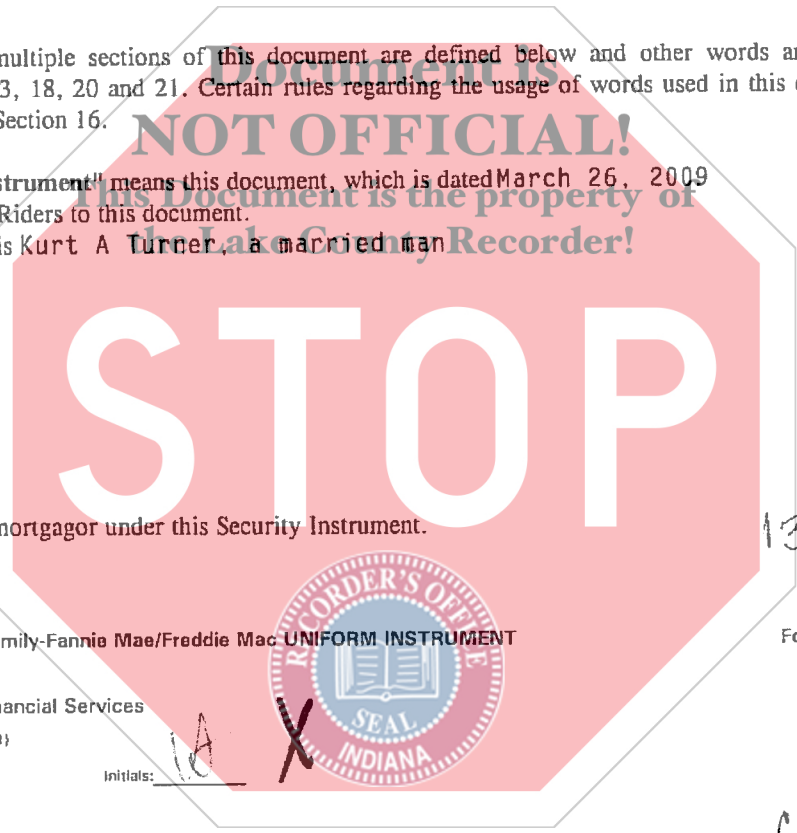 multiple sections of this document are defined below and other words
3, 18, 20 and 21. Certain rules regarding the usage of words used in this
Section 16.
Document is
NOT OFFICIAL!
This Document is the property of
the Lake County Recorder!
strument" means this document, which is dated March 26, 2009
Riders to this document.
is Kurt A Turner, a married man
STOP
mortgagor under this Security Instrument.
13
RECORDER'S OFFICE
SEAL
INDIANA
mily-Fannie Mae/Freddie Mac UNIFORM INSTRUMENT
Fo
nancial Services
Initials: